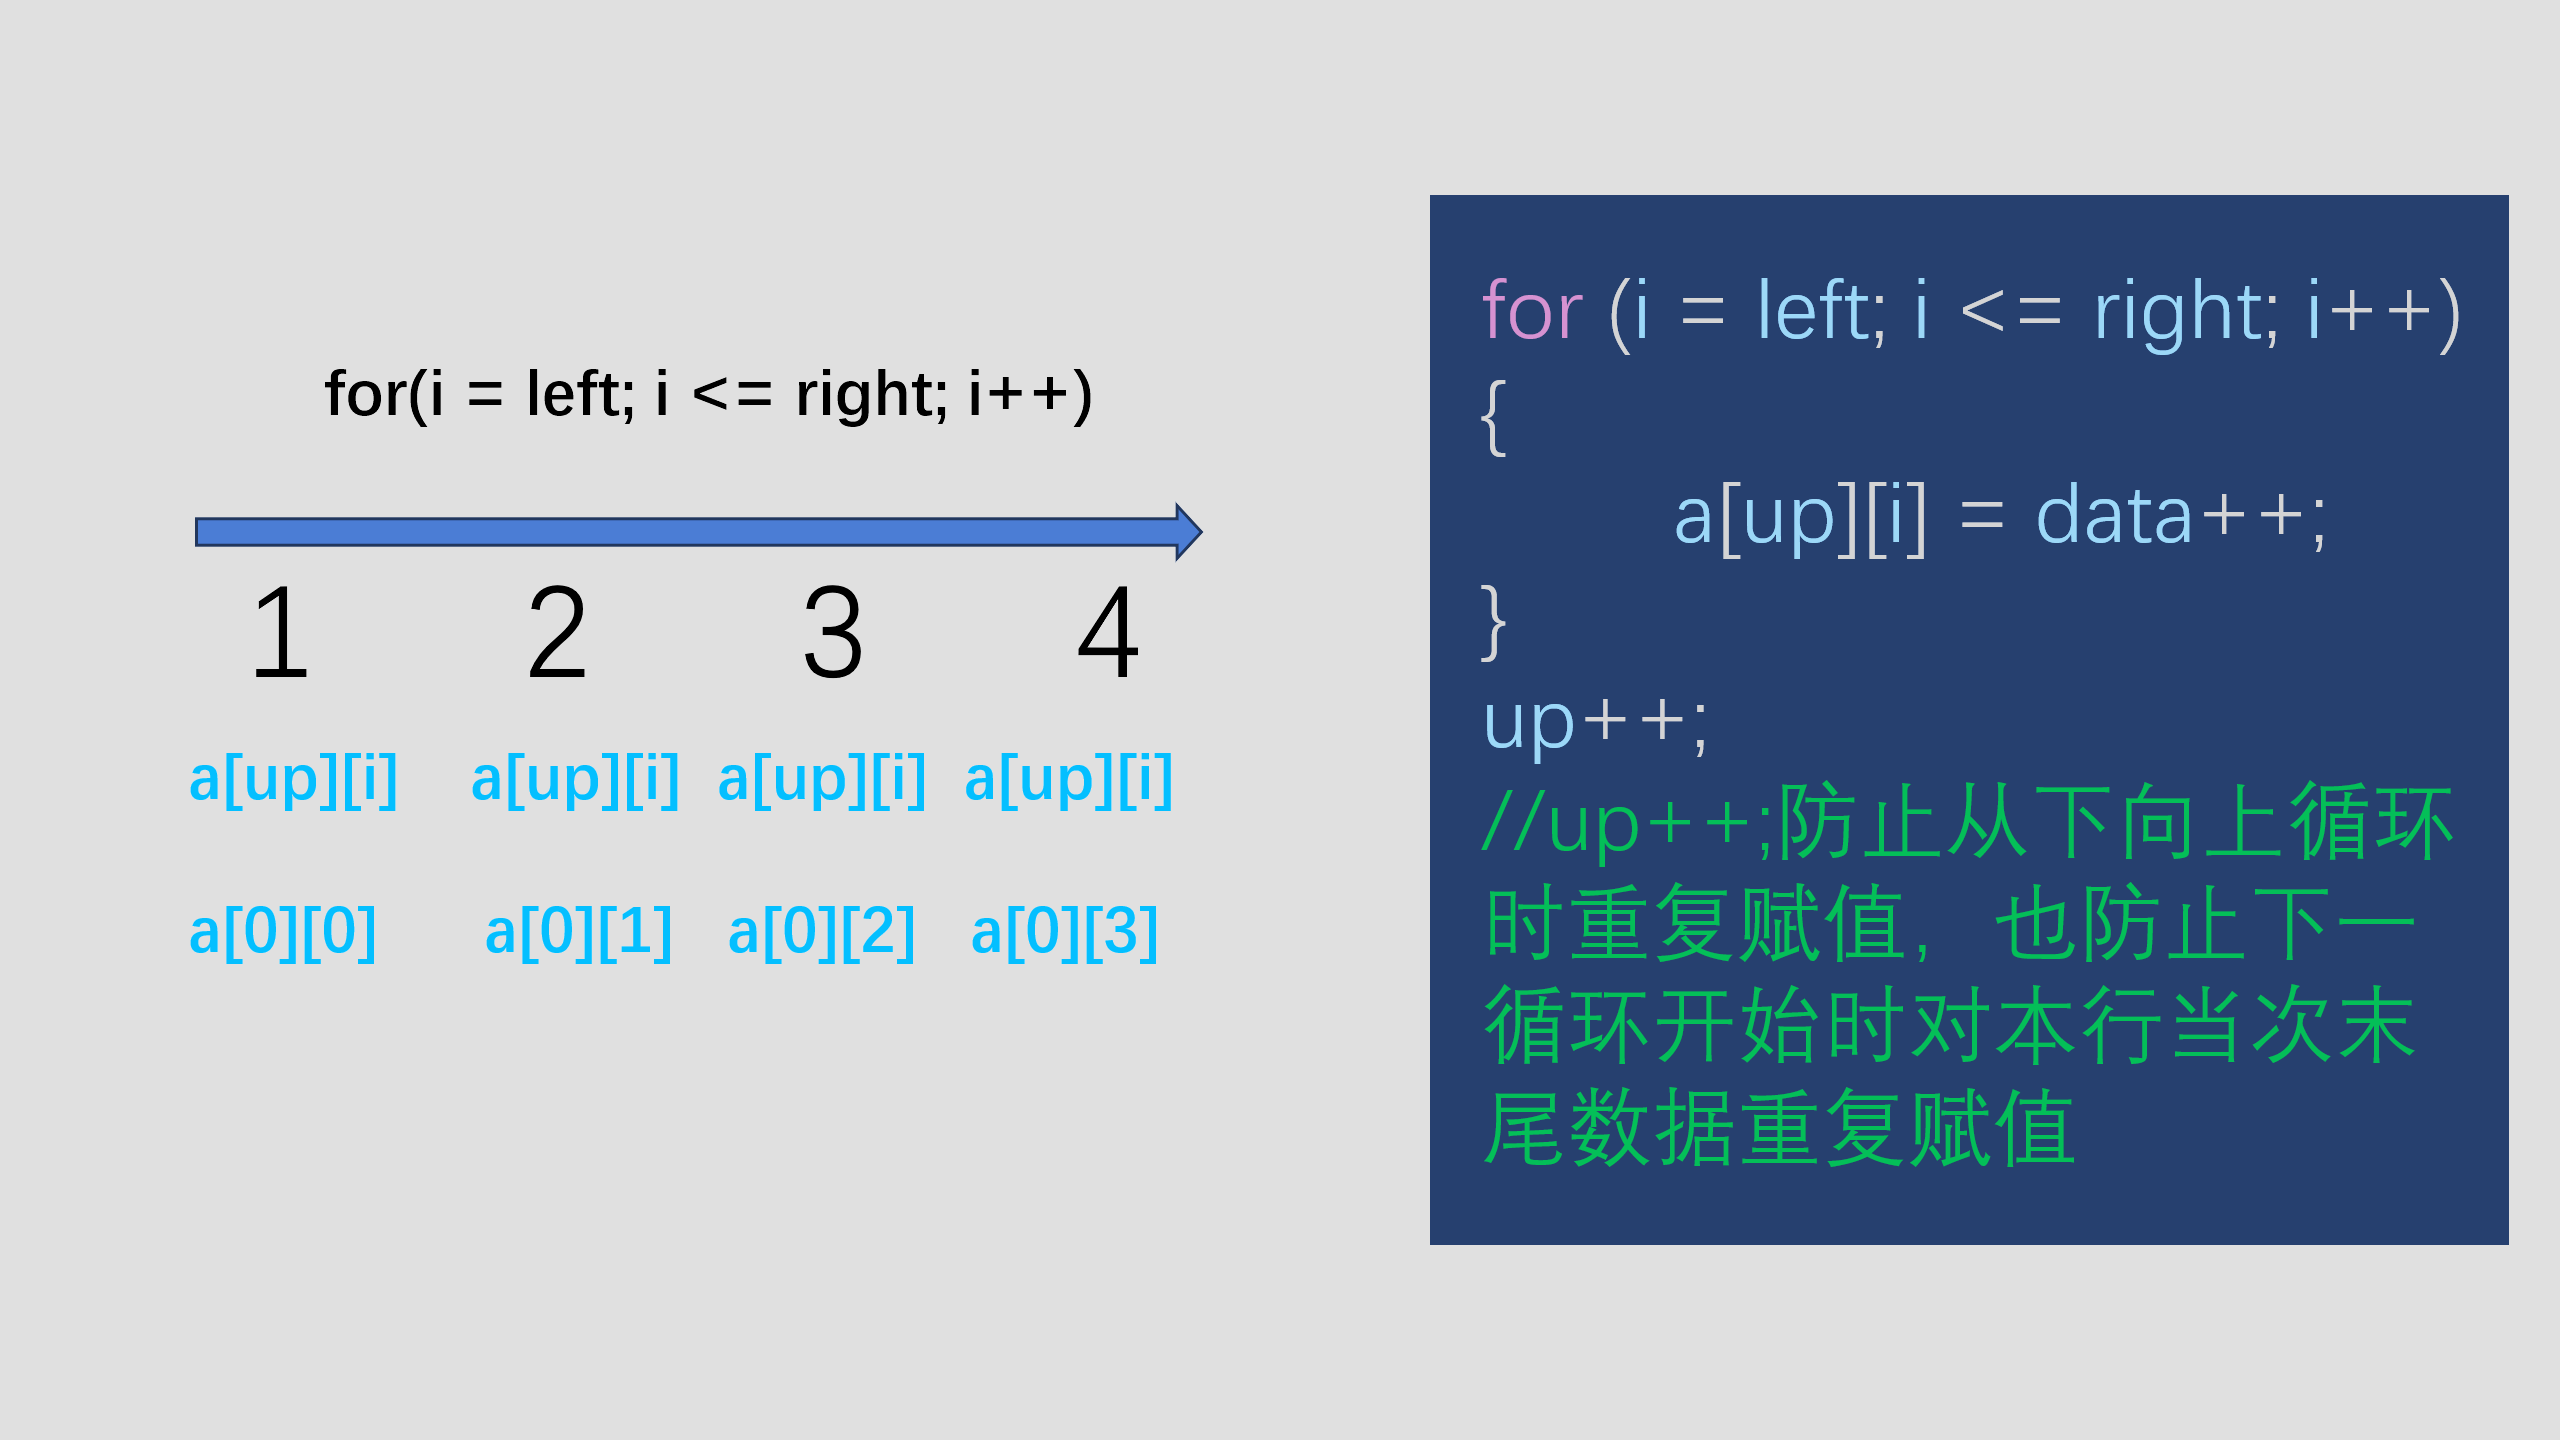 for(i = left; i <= right; i++)
1 2 3 4
a[up][i] a[up][i] a[up][i] a[up][i]
a[0][0] a[0][1] a[0][2] a[0][3]
for (i = left; i <= right; i++)
{
a[up][i] = data++;
}
up++;
//up++;防止从下向上循环
时重复赋值，也防止下一
循环开始时对本行当次末
尾数据重复赋值